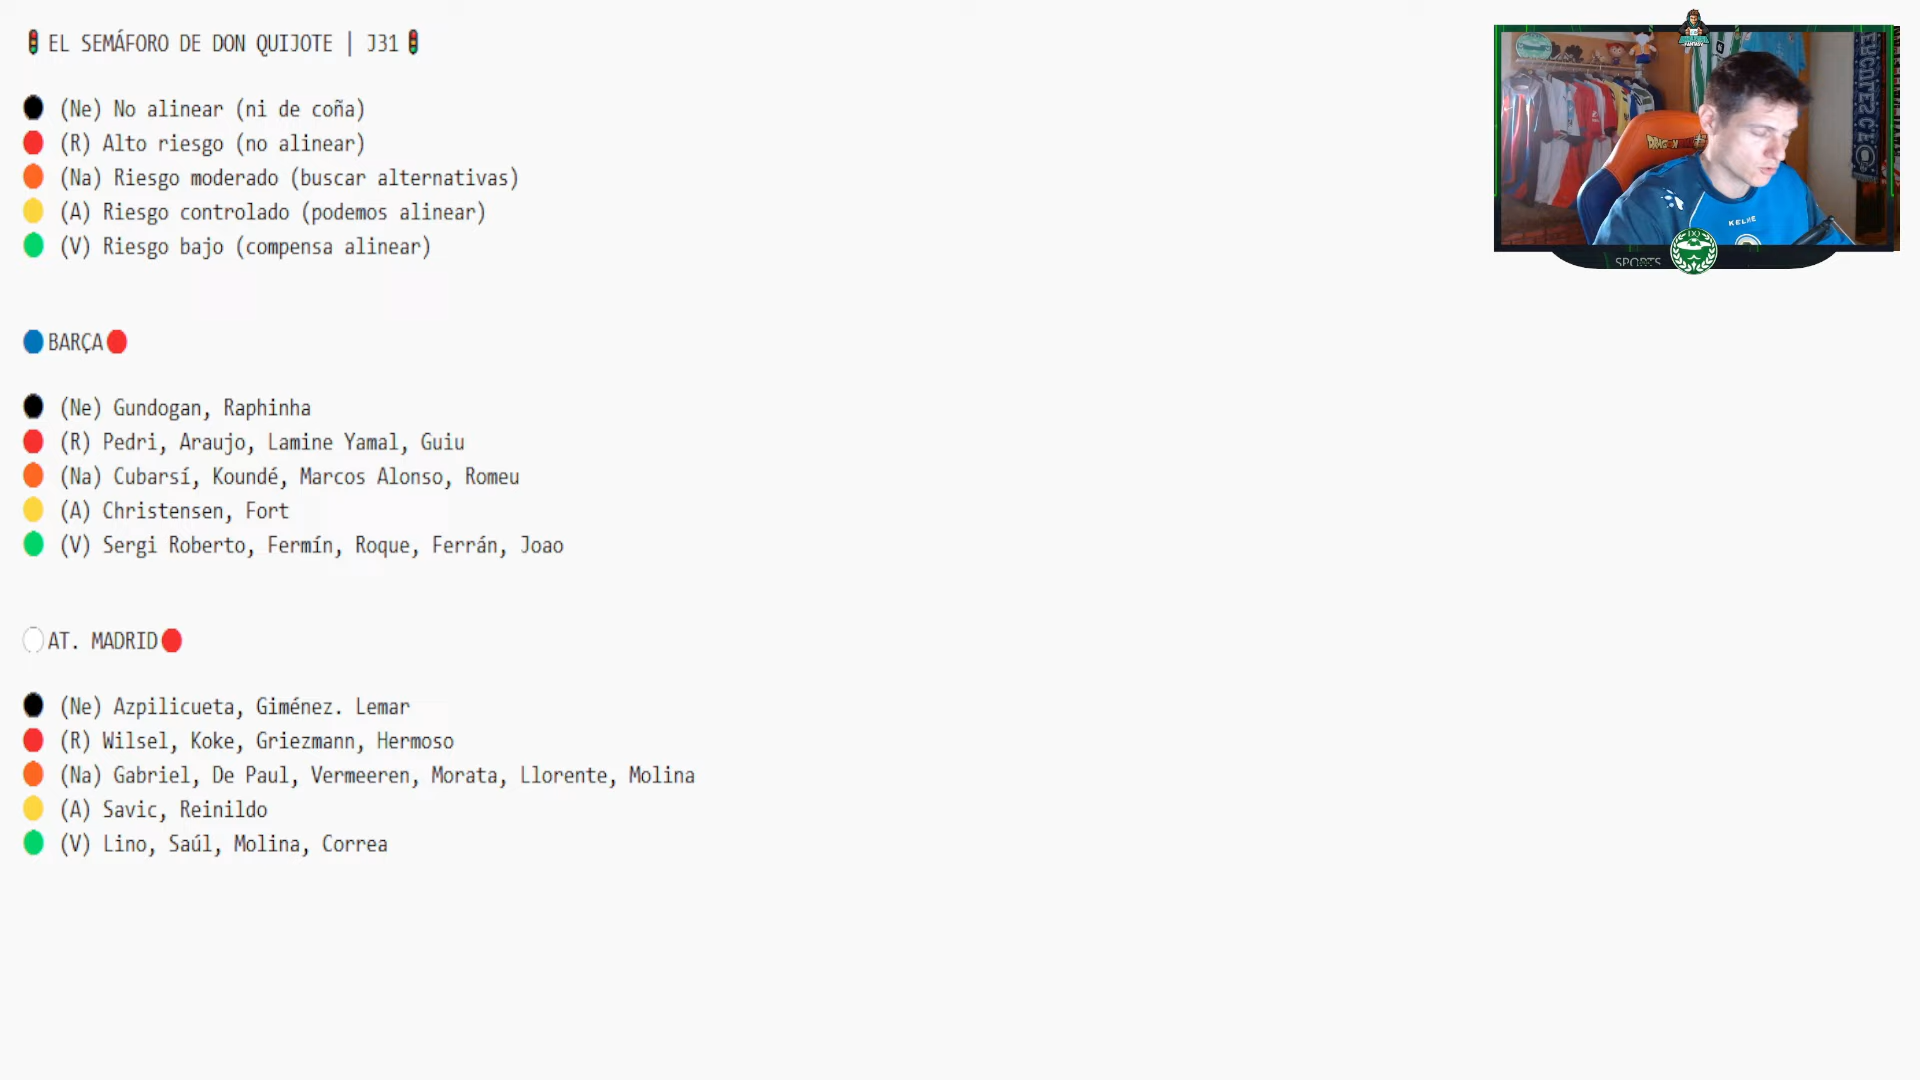 EL SEMÁFORO DE DON QUIJOTE | J31
(Ne) No alinear (ni de coña)
(R) Alto riesgo (no alinear)
(Na) Riesgo moderado (buscar alternativas)
(A) Riesgo controlado (podemos alinear)
(V) Riesgo bajo (compensa alinear)
BARÇA
(Ne) Gundogan, Raphinha
(R) Pedri, Araujo, Lamine Yamal, Guiu
(Na) Cubarsí, Koundé, Marcos Alonso, Romeu
(A) Christensen, Fort
(V) Sergi Roberto, Fermín, Roque, Ferrán, Joao
AT. MADRID
(Ne) Azpilicueta, Giménez. Lemar
(R) Wilsel, Koke, Griezmann, Hermoso
(Na) Gabriel, De Paul, Vermeeren, Morata, Llorente, Molina
(A) Savic, Reinildo
(V) Lino, Saúl, Molina, Correa
KELME
SPORTS
DQ